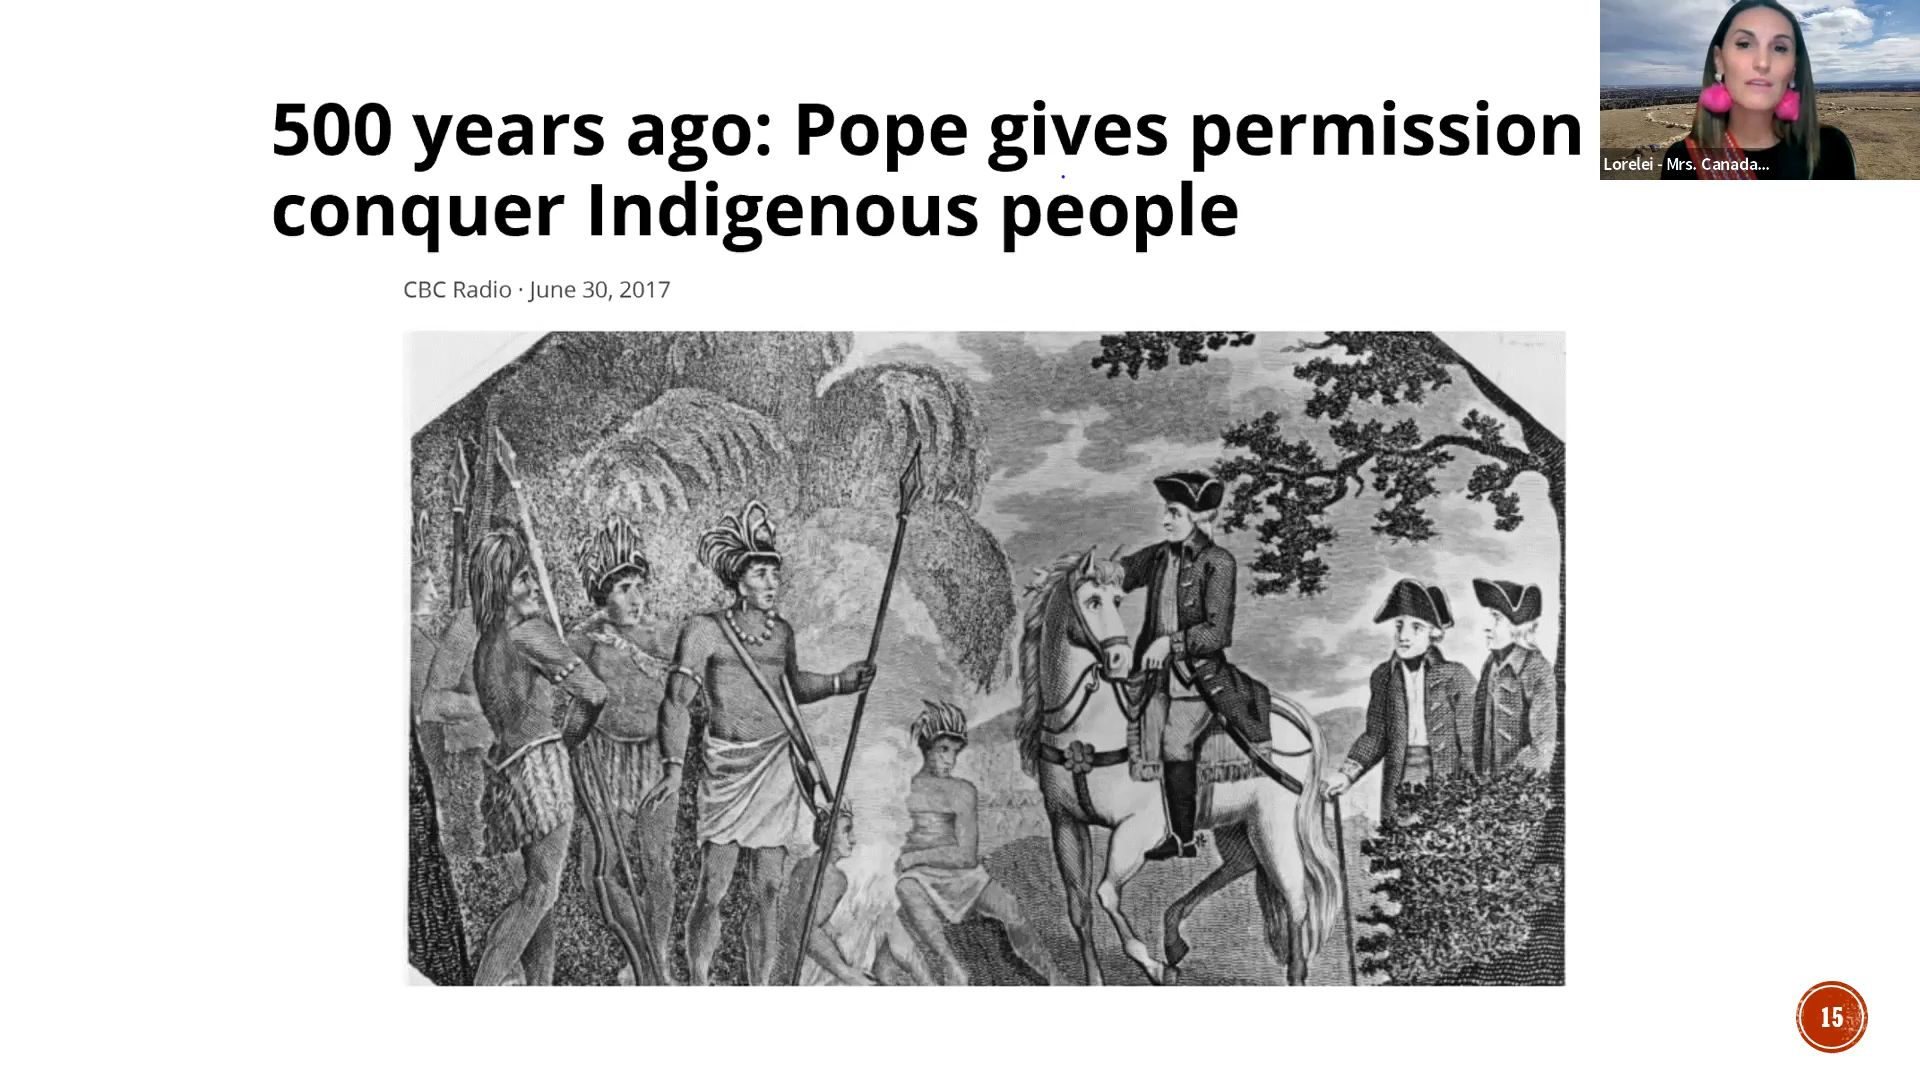 500 years ago: Pope gives permission
conquer Indigenous people
CBC Radio · June 30, 2017
Lorelei - Mrs. Canada...
15